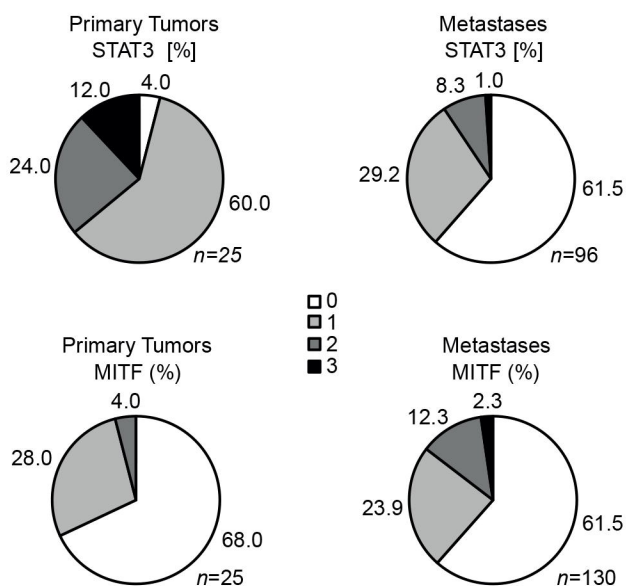 Primary Tumors
STAT3 [%]
12.0
4.0
24.0
60.0
n=25
Metastases
STAT3 [%]
8.3
1.0
29.2
61.5
n=96
0
1
2
3
Primary Tumors
MITF (%)
4.0
28.0
68.0
n=25
Metastases
MITF (%)
12.3
2.3
23.9
61.5
n=130